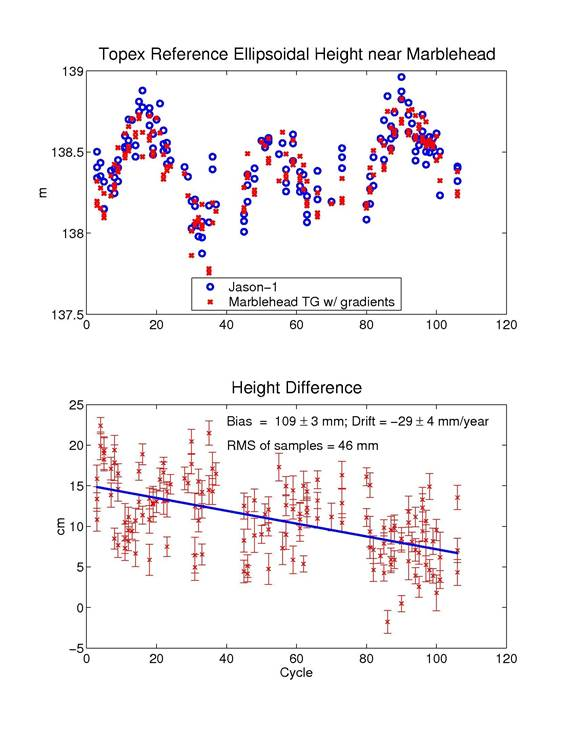 Topex Reference Ellipsoidal Height near Marblehead
139
138.5
m
138
137.5
0 20 40 60 80 100 120
Jason-1
Marblehead TG w/ gradients
Height Difference
25
20
15
cm
10
5
0
-5
Bias = 109 ± 3 mm; Drift = -29 ± 4 mm/year
RMS of samples = 46 mm
0 20 40 60 80 100 120
Cycle